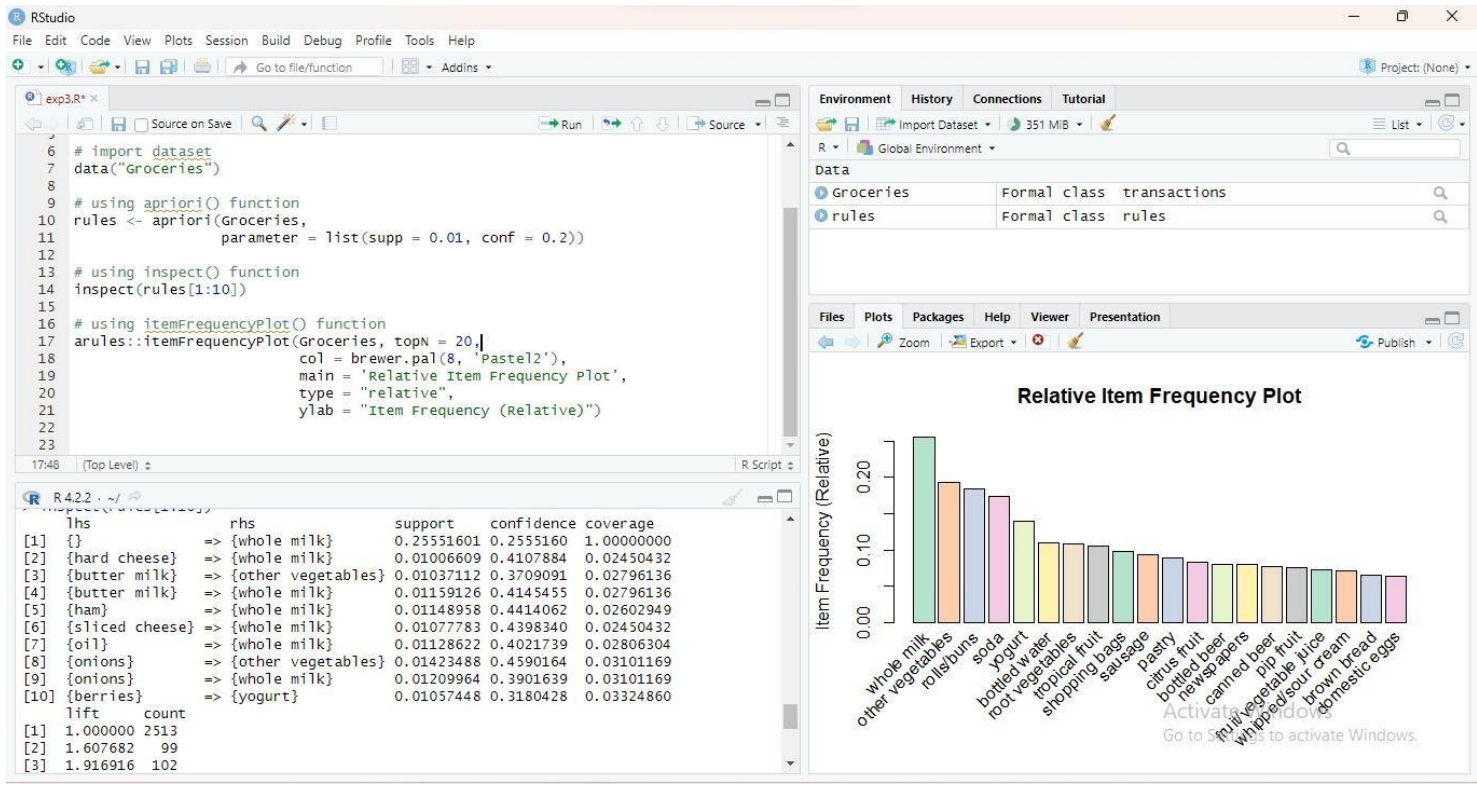 RStudio
File Edit Code View Plots Session Build Debug Profile Tools Help
Go to file/function Addins
Project: (None)
exp3.R*
Source on Save Run Source
6 # import dataset
7 data("Groceries")
8
9 # using apriori() function
10 rules <- apriori(Groceries,
11 parameter = list(supp = 0.01, conf = 0.2))
12
13 # using inspect() function
14 inspect(rules[1:10])
15
16 # using itemFrequencyPlot() function
17 arules::itemFrequencyPlot(Groceries, topN = 20,
18 col = brewer.pal(8, 'Pastel2'),
19 main = 'Relative Item Frequency Plot',
20 type = "relative",
21 ylab = "Item Frequency (Relative)")
22
23
17:48 (Top Level) R Script
R 4.2.2 · ~/
lhs rhs support confidence coverage
[1] {} => {whole milk} 0.25551601 0.2555160 1.00000000
[2] {hard cheese} => {whole milk} 0.01006609 0.4107884 0.02450432
[3] {butter milk} => {other vegetables} 0.01037112 0.3709091 0.02796136
[4] {butter milk} => {whole milk} 0.01159126 0.4145455 0.02796136
[5] {ham} => {whole milk} 0.01148958 0.4414062 0.02602949
[6] {sliced cheese} => {whole milk} 0.01077783 0.4398340 0.02450432
[7] {oil} => {whole milk} 0.01128622 0.4021739 0.02806304
[8] {onions} => {other vegetables} 0.01423488 0.4590164 0.03101169
[9] {onions} => {whole milk} 0.01209964 0.3901639 0.03101169
[10] {berries} => {yogurt} 0.01057448 0.3180428 0.03324860
lift count
[1] 1.000000 2513
[2] 1.607682 99
[3] 1.916916 102
Environment History Connections Tutorial
Import Dataset 351 MiB List
R Global Environment
Data
Groceries Formal class transactions
rules Formal class rules
Files Plots Packages Help Viewer Presentation
Zoom Export Publish
Relative Item Frequency Plot
Item Frequency (Relative)
0.20
0.10
0.00
whole milk
other vegetables
rolls/buns
soda
yogurt
bottled water
root vegetables
tropical fruit
shopping bags
sausage
pastry
citrus fruit
bottled beer
newspapers
canned beer
pip fruit
fruit/vegetable juice
whipped/sour cream
brown bread
domestic eggs
Activate Windows
Go to Settings to activate Windows.